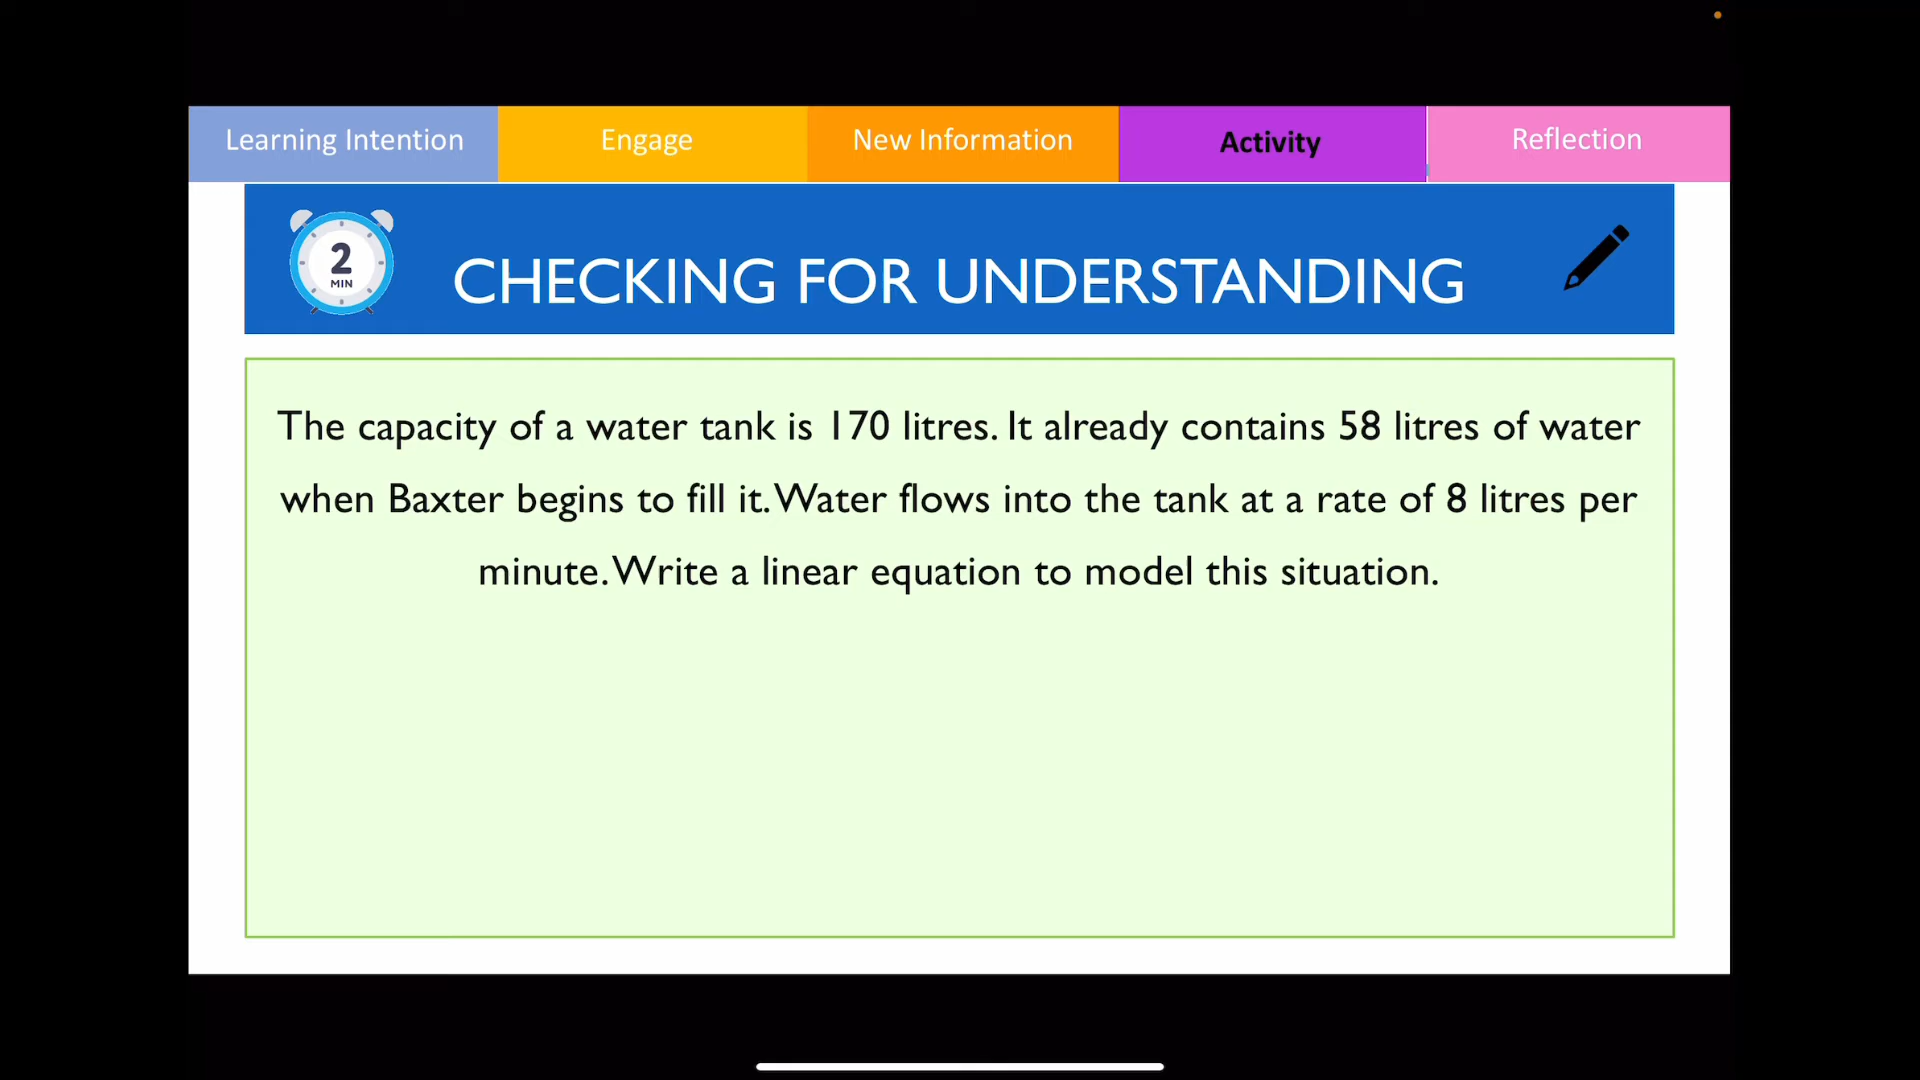 Learning Intention
Engage
New Information
Activity
Reflection
2
MIN
CHECKING FOR UNDERSTANDING
The capacity of a water tank is 170 litres. It already contains 58 litres of water
when Baxter begins to fill it. Water flows into the tank at a rate of 8 litres per
minute. Write a linear equation to model this situation.